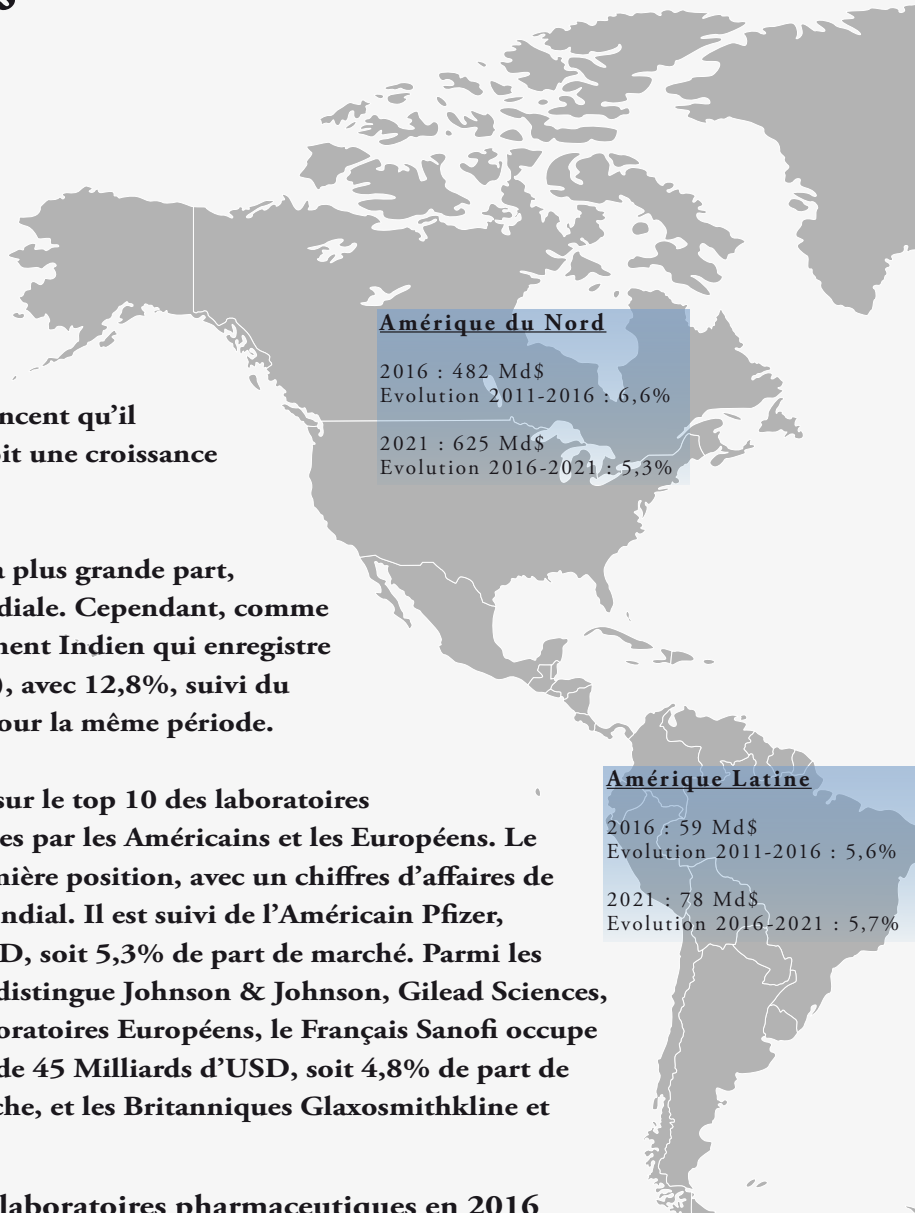 s
Amérique du Nord
2016 : 482 Md$
Evolution 2011-2016 : 6,6%
2021 : 625 Md$
Evolution 2016-2021 : 5,3%
ncent qu’il
it une croissance
plus grande part,
diale. Cependant, comme
nent Indien qui enregistre
), avec 12,8%, suivi du
our la même période.
sur le top 10 des laboratoires
es par les Américains et les Européens. Le
nière position, avec un chiffres d’affaires de
ndial. Il est suivi de l’Américain Pfizer,
D, soit 5,3% de part de marché. Parmi les
distingue Johnson & Johnson, Gilead Sciences,
oratoires Européens, le Français Sanofi occupe
de 45 Milliards d’USD, soit 4,8% de part de
che, et les Britanniques Glaxosmithkline et
laboratoires pharmaceutiques en 2016
Amérique Latine
2016 : 59 Md$
Evolution 2011-2016 : 5,6%
2021 : 78 Md$
Evolution 2016-2021 : 5,7%